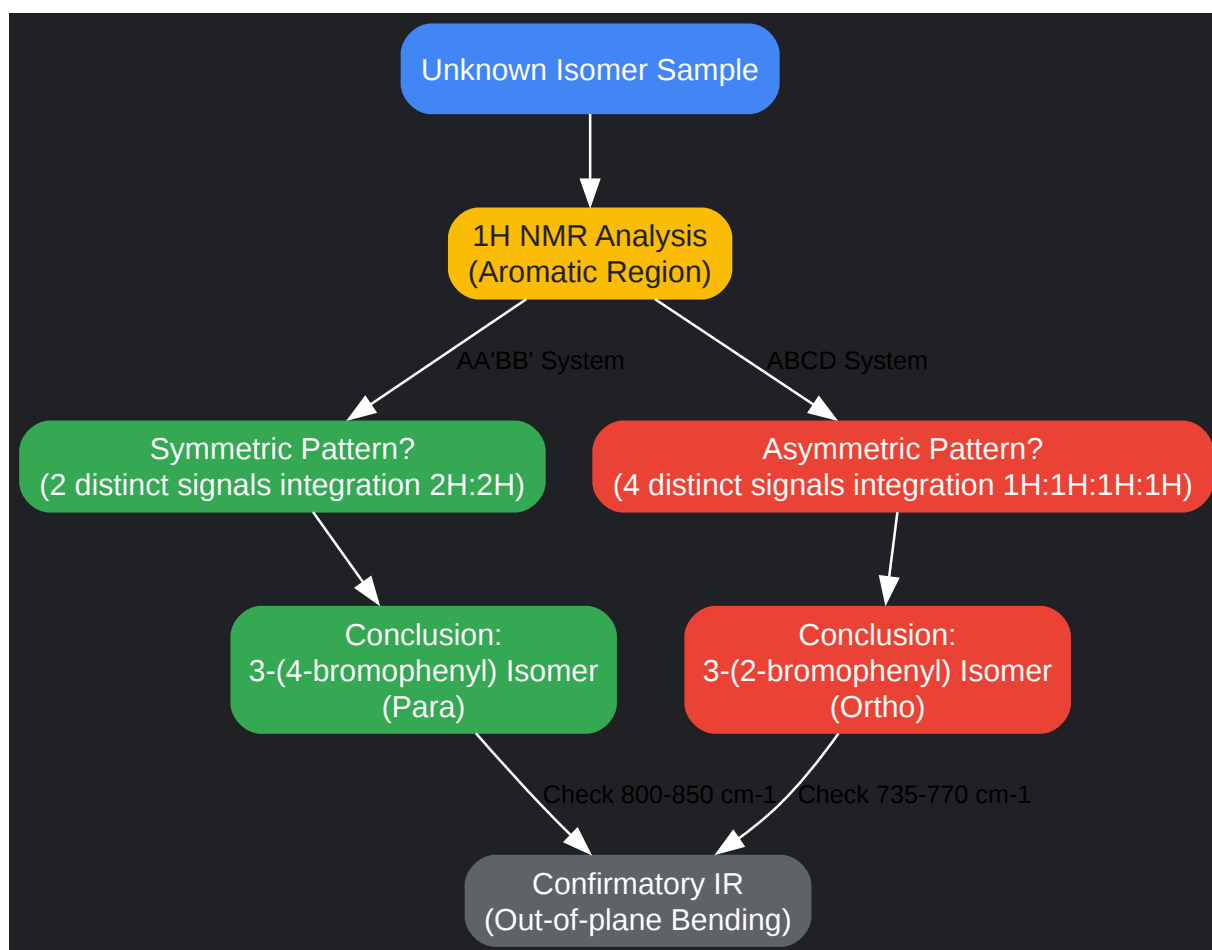 Unknown Isomer Sample
1H NMR Analysis
(Aromatic Region)
AA'BB' System
ABCD System
Symmetric Pattern?
(2 distinct signals integration 2H:2H)
Asymmetric Pattern?
(4 distinct signals integration 1H:1H:1H:1H)
Conclusion:
3-(4-bromophenyl) Isomer
(Para)
Conclusion:
3-(2-bromophenyl) Isomer
(Ortho)
Check 800-850 cm-1
Check 735-770 cm-1
Confirmatory IR
(Out-of-plane Bending)